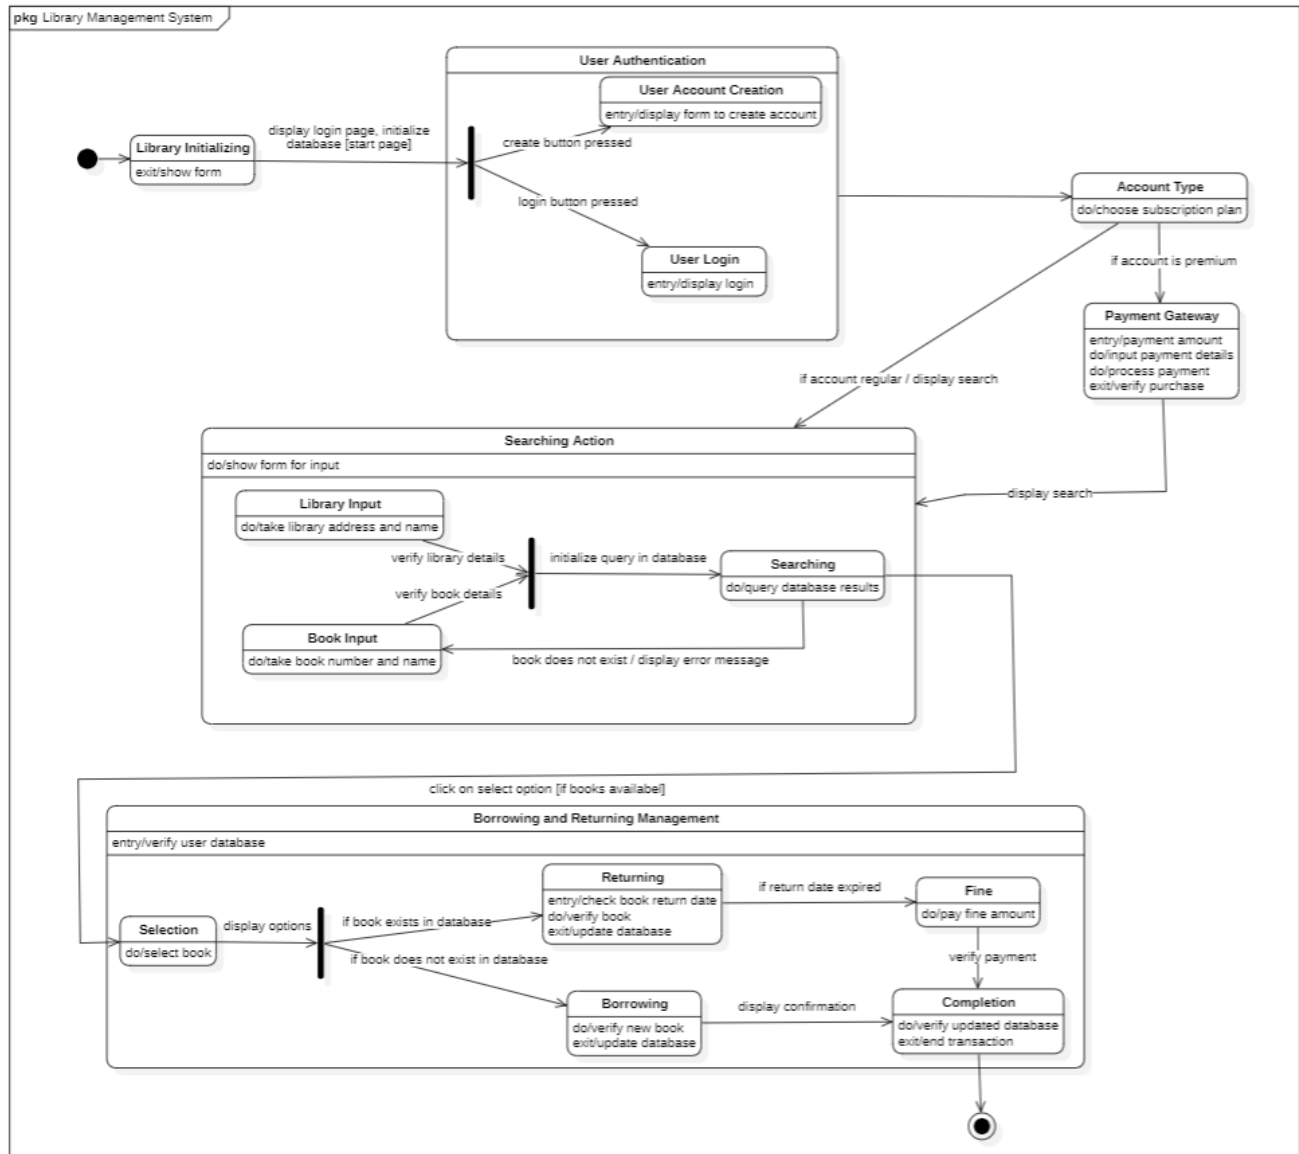 pkg Library Management System
User Authentication
User Account Creation
entry/display form to create account
display login page, initialize
database [start page]
create button pressed
Library Initializing
exit/show form
login button pressed
User Login
entry/display login
Account Type
do/choose subscription plan
if account is premium
Payment Gateway
entry/payment amount
do/input payment details
do/process payment
exit/verify purchase
if account regular / display search
display search
Searching Action
do/show form for input
Library Input
do/take library address and name
verify library details
initialize query in database
Searching
do/query database results
verify book details
Book Input
do/take book number and name
book does not exist / display error message
click on select option [if books availabel]
Borrowing and Returning Management
entry/verify user database
Selection
do/select book
display options
if book exists in database
if book does not exist in database
Returning
entry/check book return date
do/verify book
exit/update database
if return date expired
Fine
do/pay fine amount
verify payment
Borrowing
do/verify new book
exit/update database
display confirmation
Completion
do/verify updated database
exit/end transaction